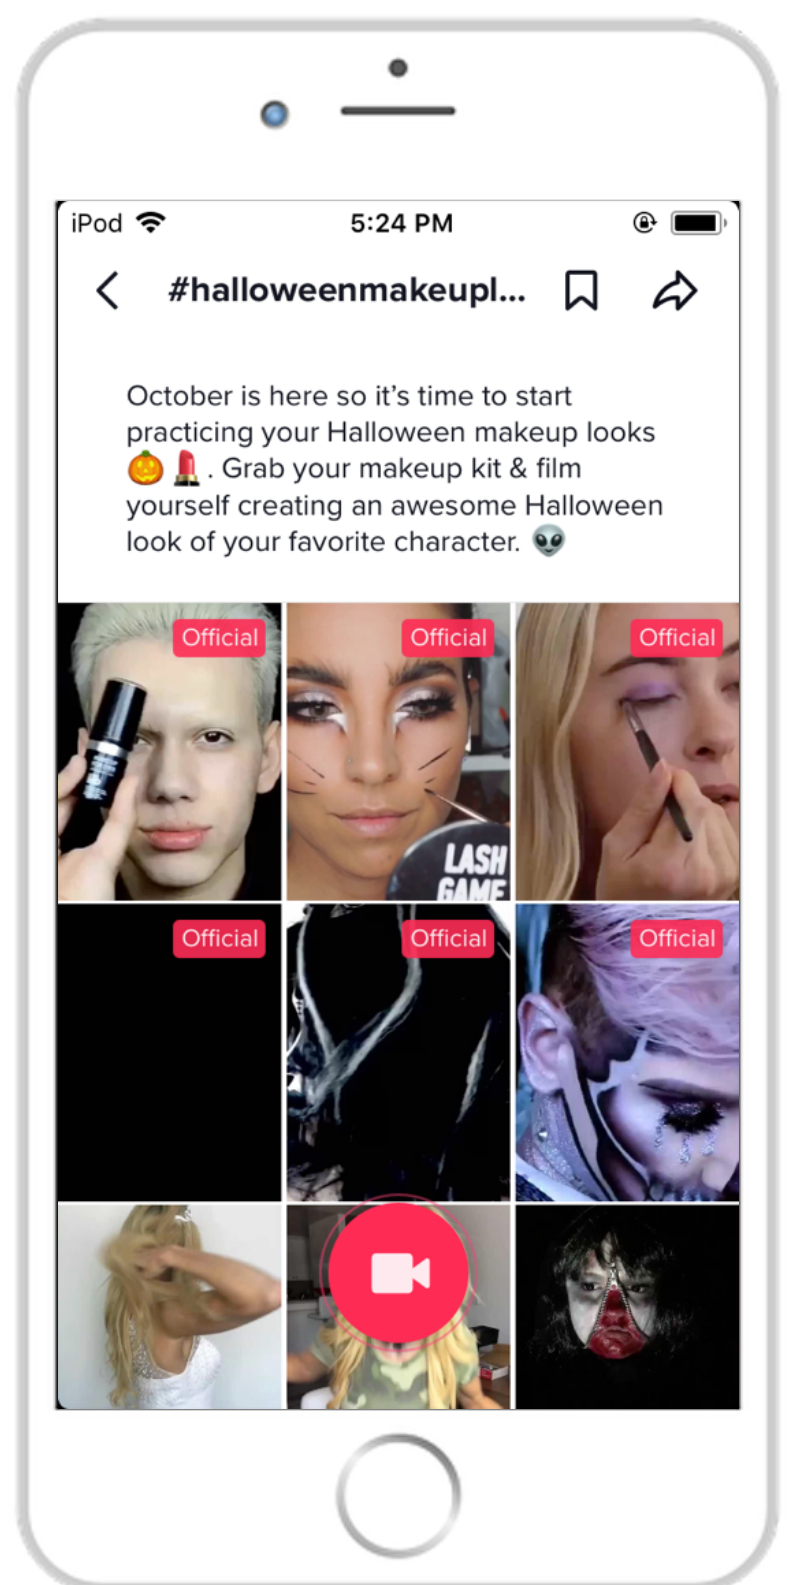 iPod 5:24 PM
#halloweenmakeupl...
October is here so it’s time to start
practicing your Halloween makeup looks
🎃💄. Grab your makeup kit & film
yourself creating an awesome Halloween
look of your favorite character. 👽
Official Official Official
LASH
GAME
Official Official Official